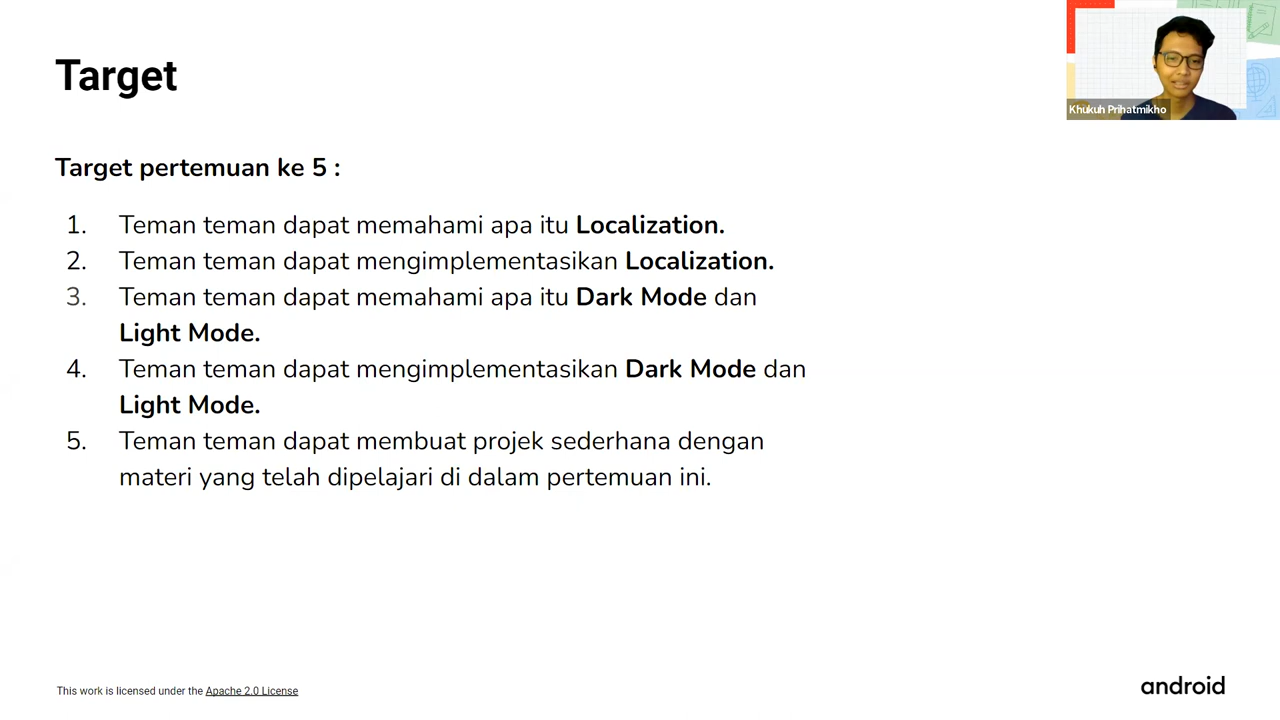 Target
Khukuh Prihatmikho
Target pertemuan ke 5 :
1. Teman teman dapat memahami apa itu Localization.
2. Teman teman dapat mengimplementasikan Localization.
3. Teman teman dapat memahami apa itu Dark Mode dan
Light Mode.
4. Teman teman dapat mengimplementasikan Dark Mode dan
Light Mode.
5. Teman teman dapat membuat projek sederhana dengan
materi yang telah dipelajari di dalam pertemuan ini.
This work is licensed under the Apache 2.0 License
android